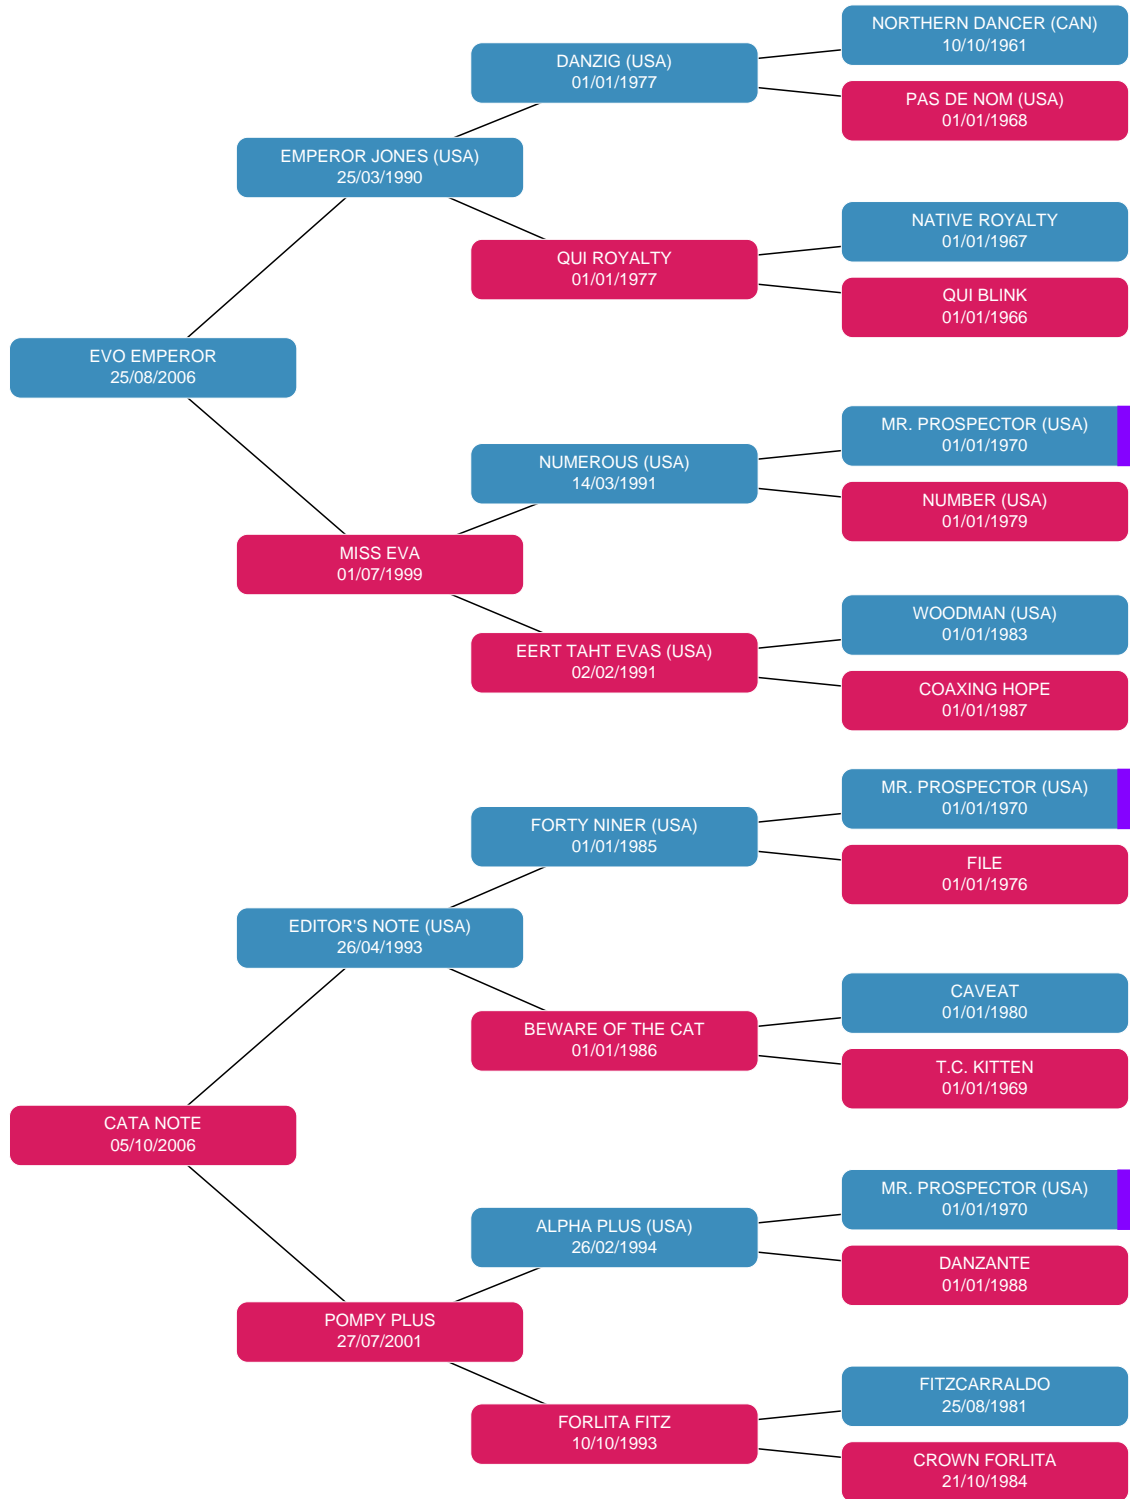 NORTHERN DANCER (CAN)
10/10/1961
DANZIG (USA)
01/01/1977
PAS DE NOM (USA)
01/01/1968
EMPEROR JONES (USA)
25/03/1990
NATIVE ROYALTY
01/01/1967
QUI ROYALTY
01/01/1977
QUI BLINK
01/01/1966
EVO EMPEROR
25/08/2006
MR. PROSPECTOR (USA)
01/01/1970
NUMEROUS (USA)
14/03/1991
NUMBER (USA)
01/01/1979
MISS EVA
01/07/1999
WOODMAN (USA)
01/01/1983
EERT TAHT EVAS (USA)
02/02/1991
COAXING HOPE
01/01/1987
MR. PROSPECTOR (USA)
01/01/1970
FORTY NINER (USA)
01/01/1985
FILE
01/01/1976
EDITOR'S NOTE (USA)
26/04/1993
CAVEAT
01/01/1980
BEWARE OF THE CAT
01/01/1986
T.C. KITTEN
01/01/1969
CATA NOTE
05/10/2006
MR. PROSPECTOR (USA)
01/01/1970
ALPHA PLUS (USA)
26/02/1994
DANZANTE
01/01/1988
POMPY PLUS
27/07/2001
FITZCARRALDO
25/08/1981
FORLITA FITZ
10/10/1993
CROWN FORLITA
21/10/1984